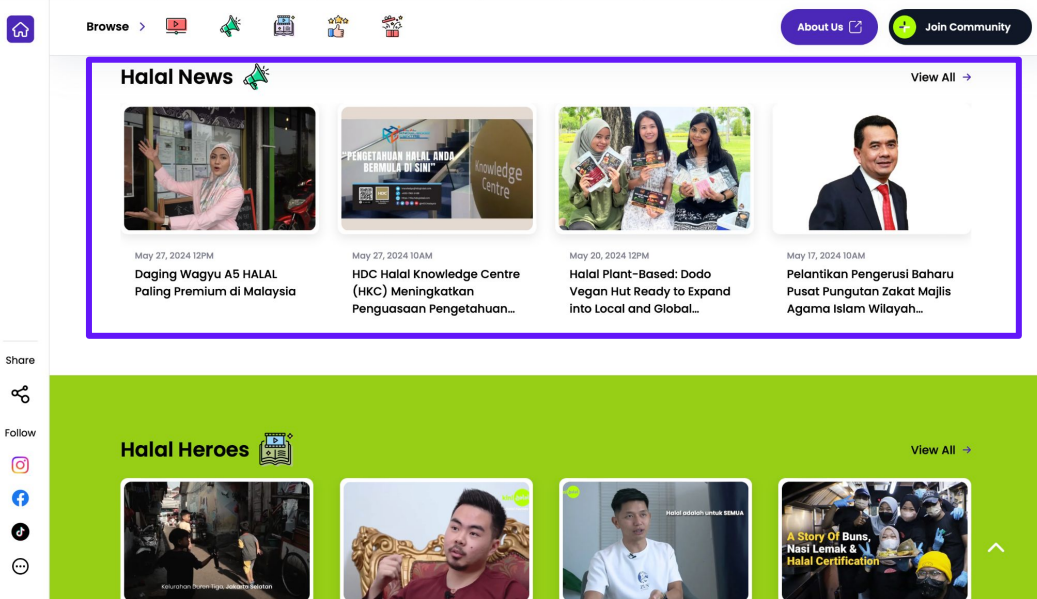 Browse >
About Us
Join Community
Halal News
View All →
"PENGETAHUAN HALAL ANDA
BERMULA DI SINI"
Knowledge
Centre
May 27, 2024 12PM
Daging Wagyu A5 HALAL
Paling Premium di Malaysia
May 27, 2024 10AM
HDC Halal Knowledge Centre
(HKC) Meningkatkan
Penguasaan Pengetahuan...
May 20, 2024 12PM
Halal Plant-Based: Dodo
Vegan Hut Ready to Expand
into Local and Global...
May 17, 2024 10AM
Pelantikan Pengerusi Baharu
Pusat Pungutan Zakat Majlis
Agama Islam Wilayah...
Share
Follow
Halal Heroes
View All →
Kelurahan Duren Tiga, Jakarta Selatan
Halal adalah untuk SEMUA
A Story Of Buns,
Nasi Lemak &
Halal Certification